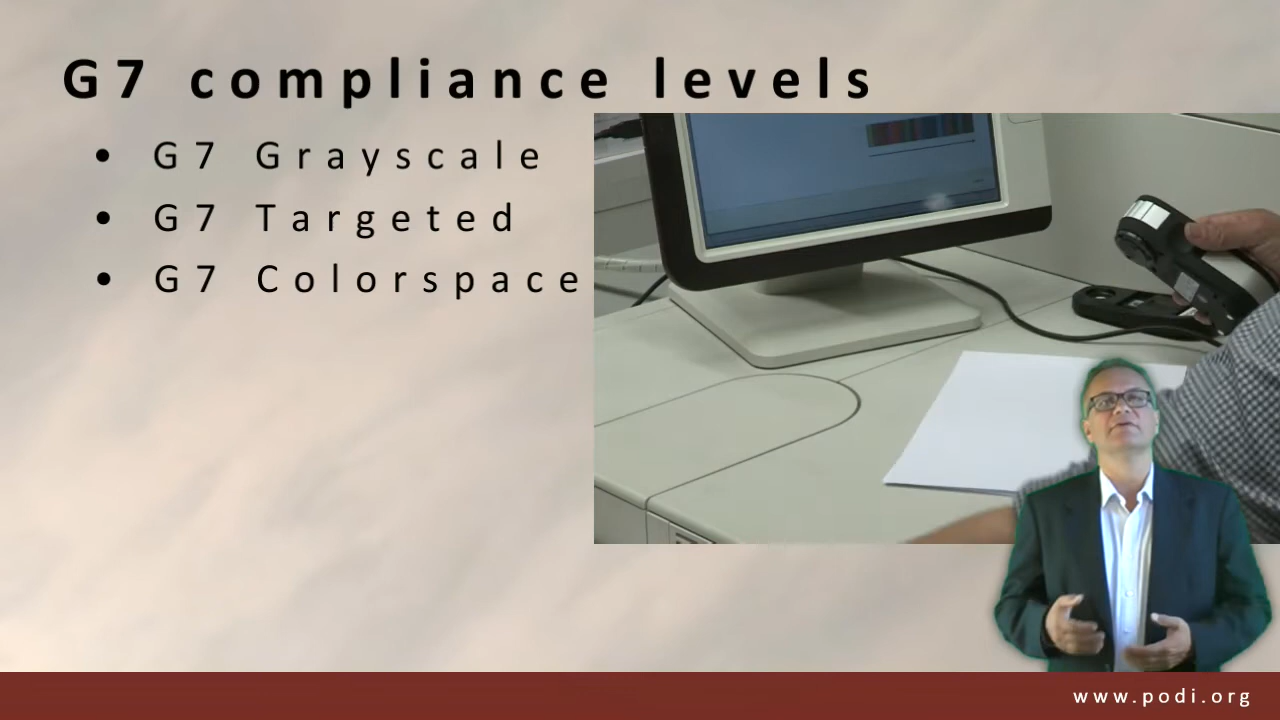 G7 compliance levels
• G7 Grayscale
• G7 Targeted
• G7 Colorspace
www.podi.org